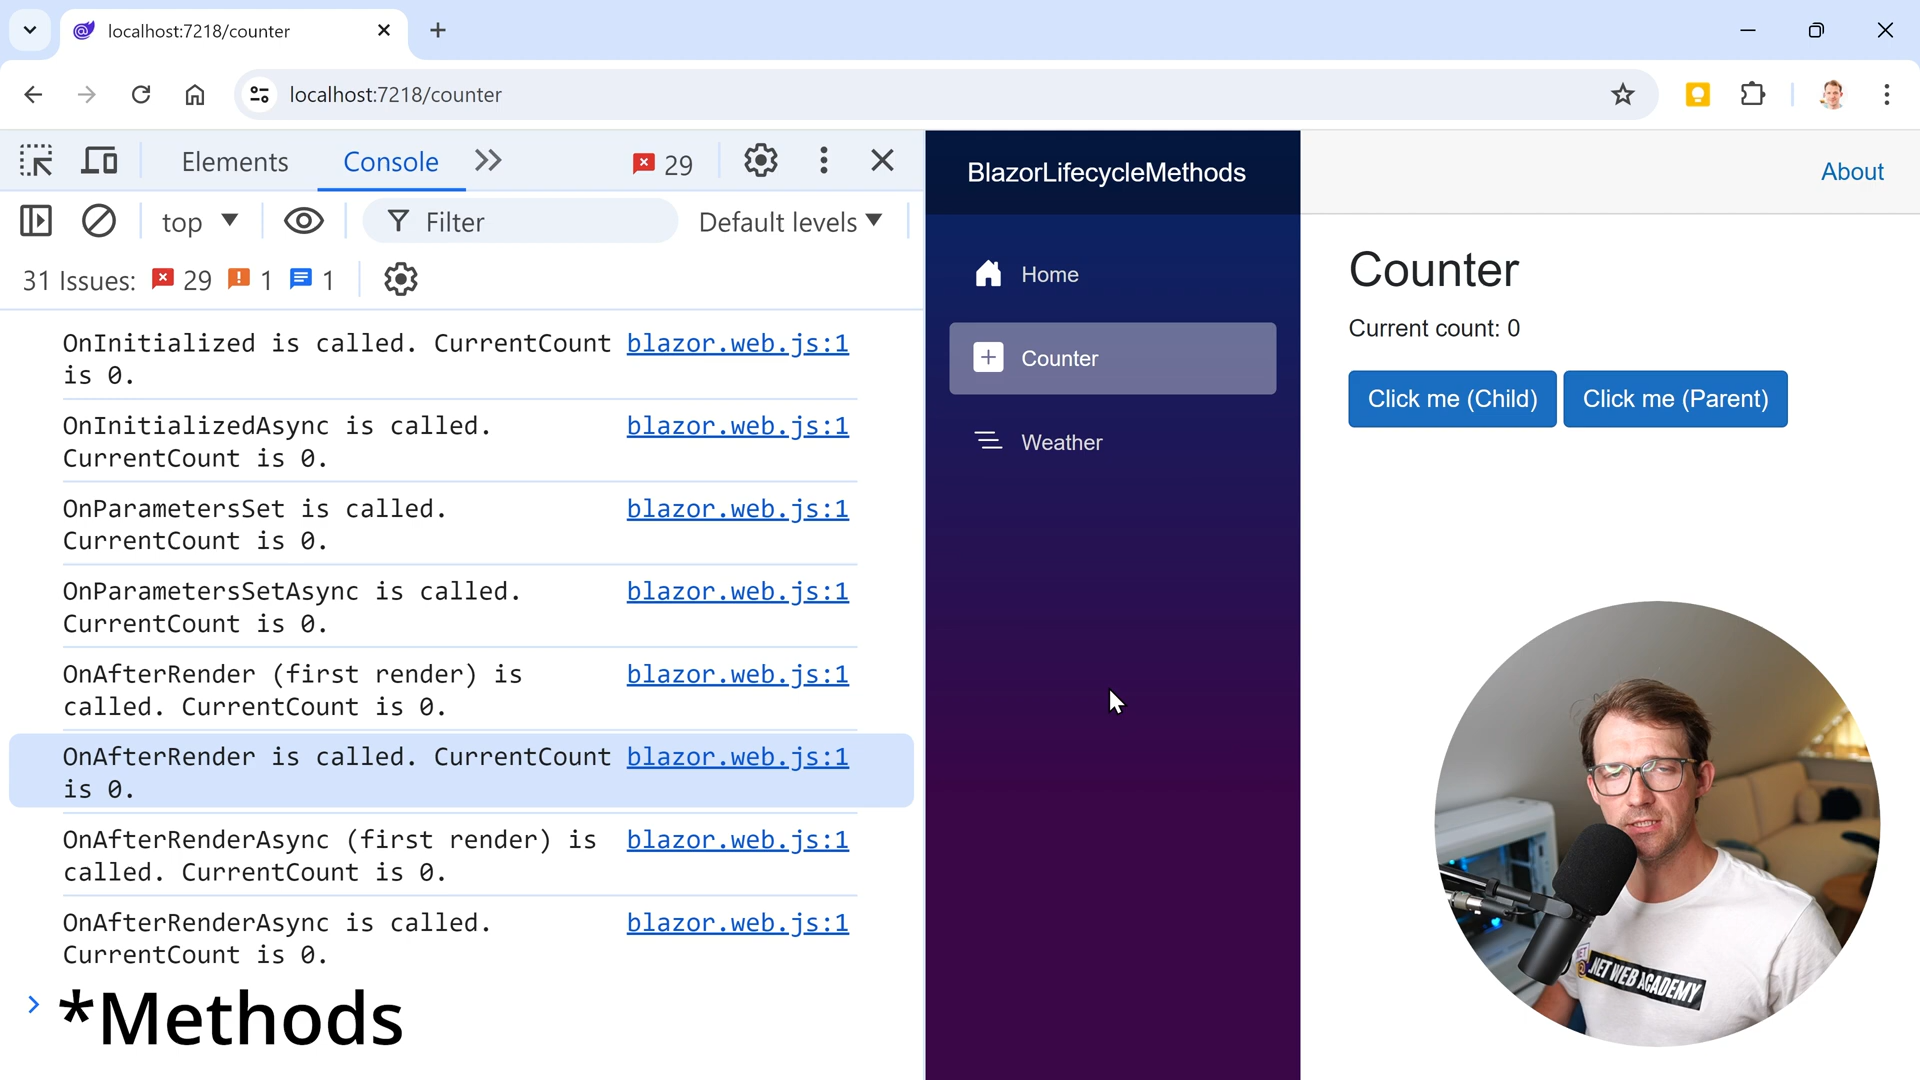 localhost:7218/counter
localhost:7218/counter
Elements
Console
29
top
Filter
Default levels
31 Issues:
29
1
1
OnInitialized is called. CurrentCount
is 0.
blazor.web.js:1
OnInitializedAsync is called.
CurrentCount is 0.
blazor.web.js:1
OnParametersSet is called.
CurrentCount is 0.
blazor.web.js:1
OnParametersSetAsync is called.
CurrentCount is 0.
blazor.web.js:1
OnAfterRender (first render) is
called. CurrentCount is 0.
blazor.web.js:1
OnAfterRender is called. CurrentCount
is 0.
blazor.web.js:1
OnAfterRenderAsync (first render) is
called. CurrentCount is 0.
blazor.web.js:1
OnAfterRenderAsync is called.
CurrentCount is 0.
blazor.web.js:1
*Methods
BlazorLifecycleMethods
Home
Counter
Weather
About
Counter
Current count: 0
Click me (Child)
Click me (Parent)
.NET WEB ACADEMY